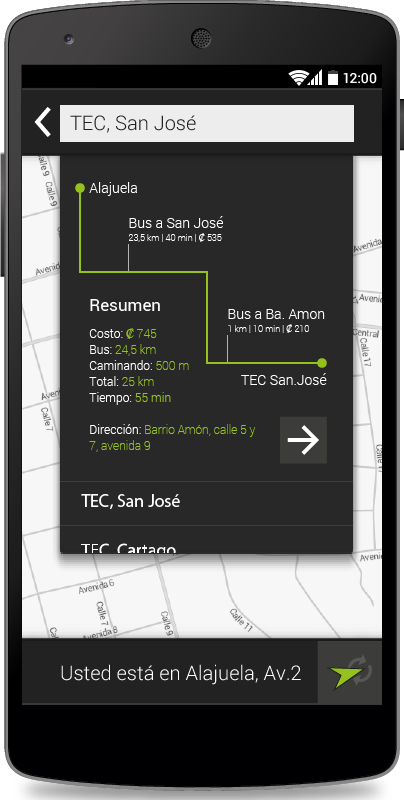 12:00
TEC, San José
Alajuela
Bus a San José
23,5 km | 40 min | ₡ 535
Resumen
Bus a Ba. Amon
1 km | 10 min | ₡ 210
Costo: ₡ 745
Bus: 24,5 km
Caminando: 500 m
Total: 25 km
Tiempo: 55 min
TEC San.José
Dirección: Barrio Amón, calle 5 y
7, avenida 9
TEC, San José
TEC, Cartago
Calle 9
Calle 9
Avenida
Avenida
Central
Calle 17
Calle 7
Calle 17
Avenida 6
Calle 7
Avenida 8
Calle 9
Calle 11
Usted está en Alajuela, Av.2